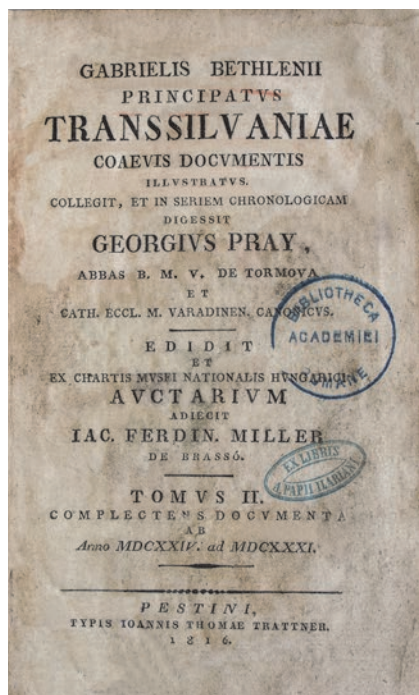 GABRIELIS BETHLENII
PRINCIPATVS
TRANSSILVANIAE
COAEVIS DOCVMENTIS
ILLVSTRATVS.
COLLEGIT, ET IN SERIEM CHRONOLOGICAM
DIGESSIT
GEORGIVS PRAY,
ABBAS B. M. V. DE TORMOVA
ET
CATH. ECCL. M. VARADINEN. CANONICVS.
EDIDIT
ET
EX CHARTIS MVSEI NATIONALIS HVNGARICI
AVCTARIVM
ADIECIT
IAC. FERDIN. MILLER
DE BRASSÓ.
TOMVS II.
COMPLECTENS DOCVMENTA
AB
Anno MDCXXIV. ad MDCXXXI.
PESTINI,
TYPIS IOANNIS THOMAE TRATTNER.
1816.
BIBLIOTHECA
ACADEMIEI
EX LIBRIS
A. PAPII ILARIANI